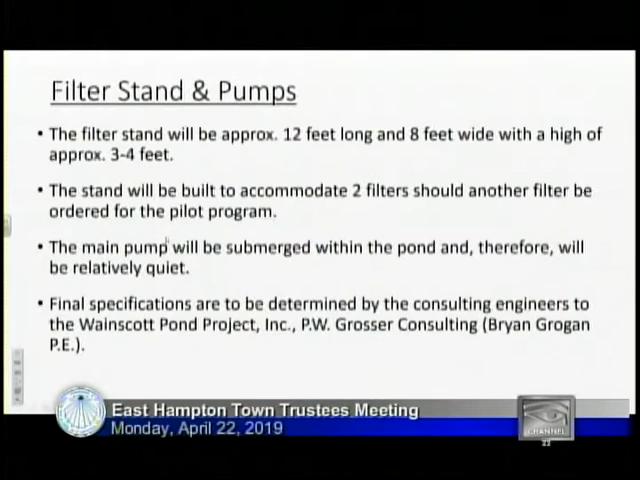 Filter Stand & Pumps
• The filter stand will be approx. 12 feet long and 8 feet wide with a high of
approx. 3-4 feet.
• The stand will be built to accommodate 2 filters should another filter be
ordered for the pilot program.
• The main pump will be submerged within the pond and, therefore, will
be relatively quiet.
• Final specifications are to be determined by the consulting engineers to
the Wainscott Pond Project, Inc., P.W. Grosser Consulting (Bryan Grogan
P.E.).
East Hampton Town Trustees Meeting
Monday, April 22, 2019
CHANNEL
22